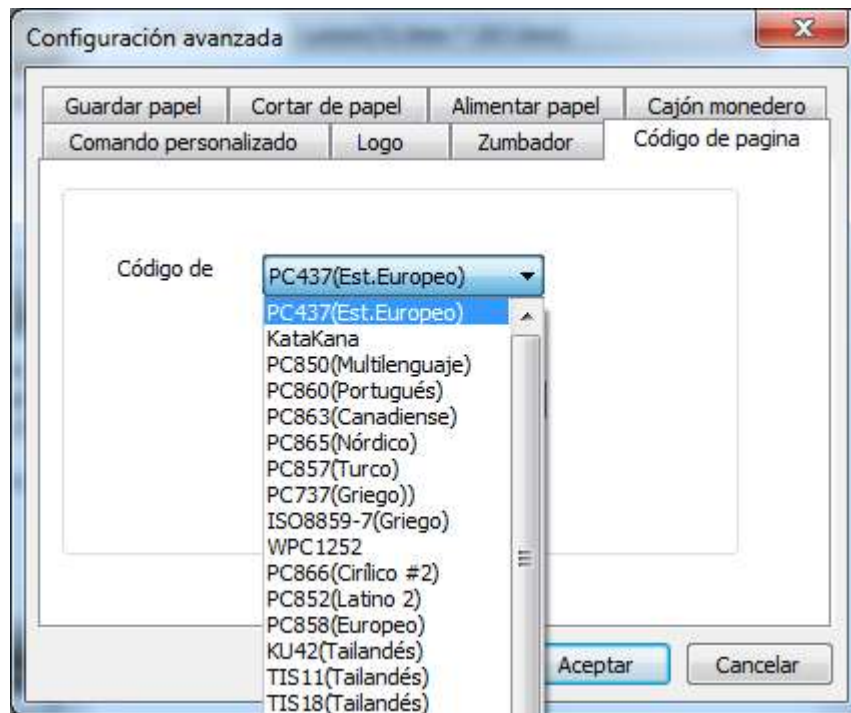 Configuración avanzada
Guardar papel Cortar de papel Alimentar papel Cajón monedero
Comando personalizado Logo Zumbador Código de pagina
Código de PC437(Est.Europeo)
PC437(Est.Europeo)
KataKana
PC850(Multilenguaje)
PC860(Portugués)
PC863(Canadiense)
PC865(Nórdico)
PC857(Turco)
PC737(Griego))
ISO8859-7(Griego)
WPC1252
PC866(Cirílico #2)
PC852(Latino 2)
PC858(Europeo)
KU42(Tailandés)
TIS11(Tailandés)
TIS18(Tailandés)
Aceptar Cancelar